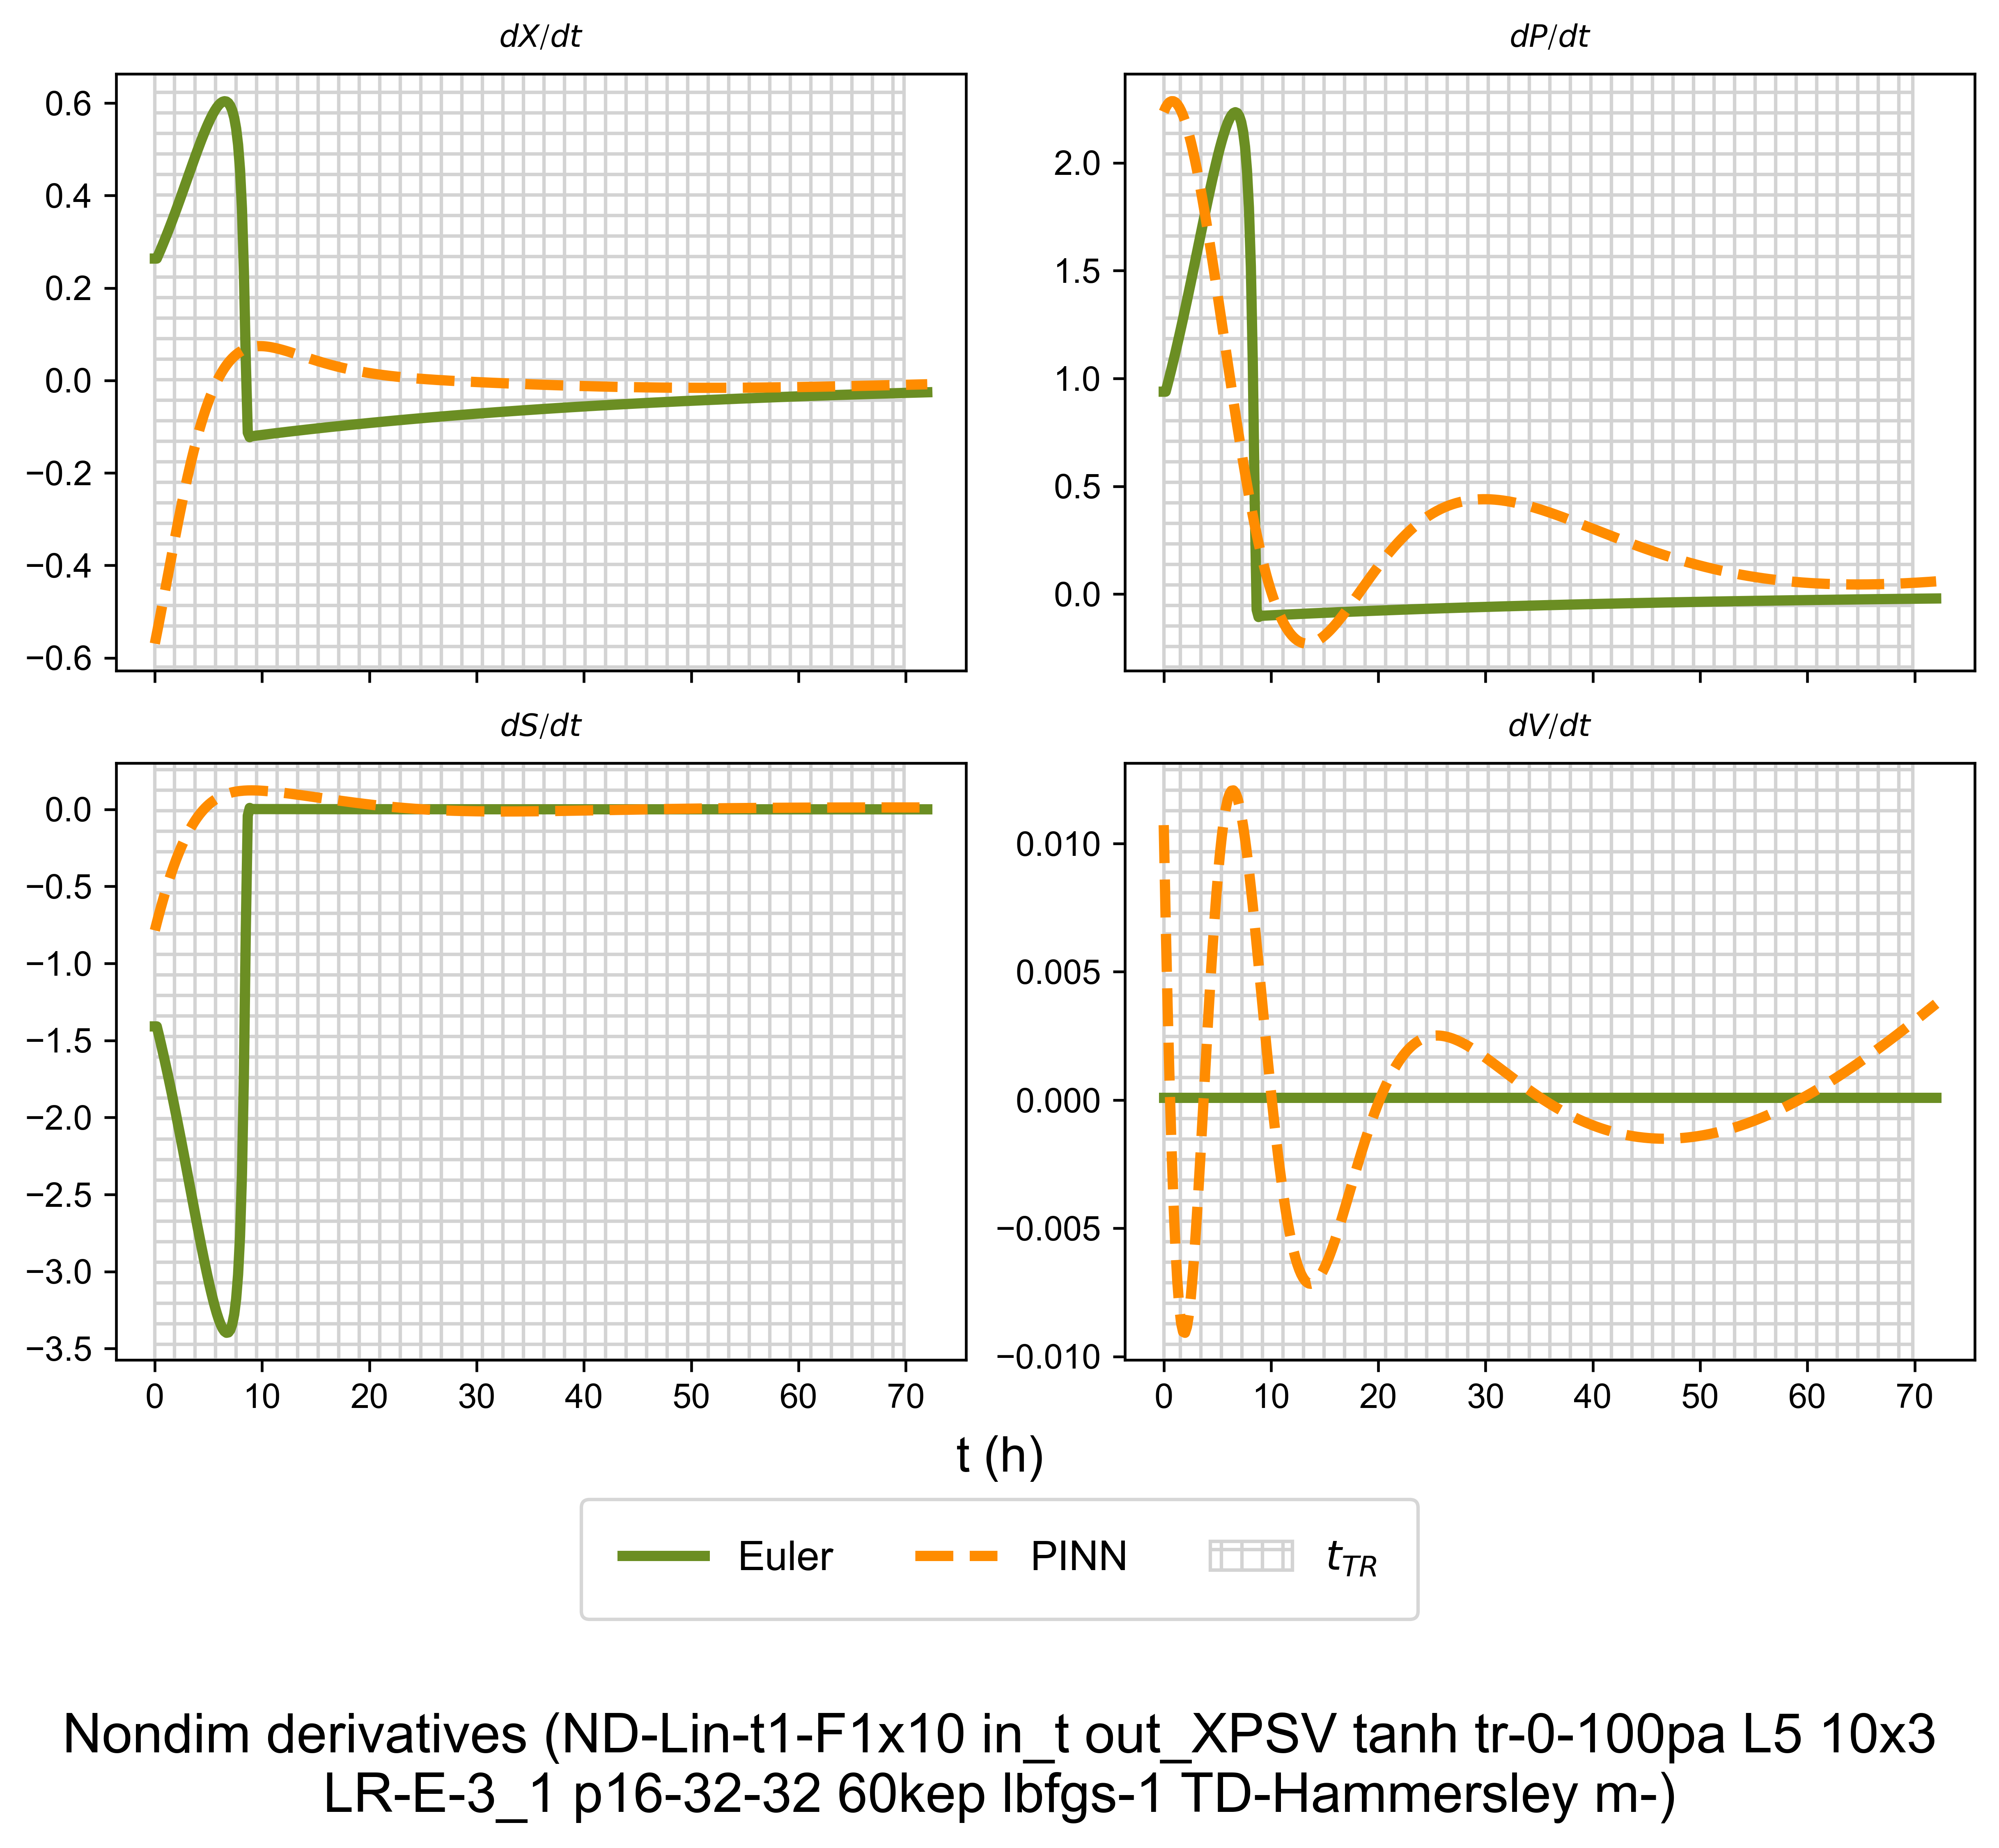 dX/dt
dP/dt
0.6
0.4
0.2
0.0
−0.2
−0.4
−0.6
2.0
1.5
1.0
0.5
0.0
dS/dt
dV/dt
0.0
−0.5
−1.0
−1.5
−2.0
−2.5
−3.0
−3.5
0.010
0.005
0.000
−0.005
−0.010
0 10 20 30 40 50 60 70
0 10 20 30 40 50 60 70
t (h)
Euler PINN t_TR
Nondim derivatives (ND-Lin-t1-F1x10 in_t out_XPSV tanh tr-0-100pa L5 10x3
LR-E-3_1 p16-32-32 60kep lbfgs-1 TD-Hammersley m-)